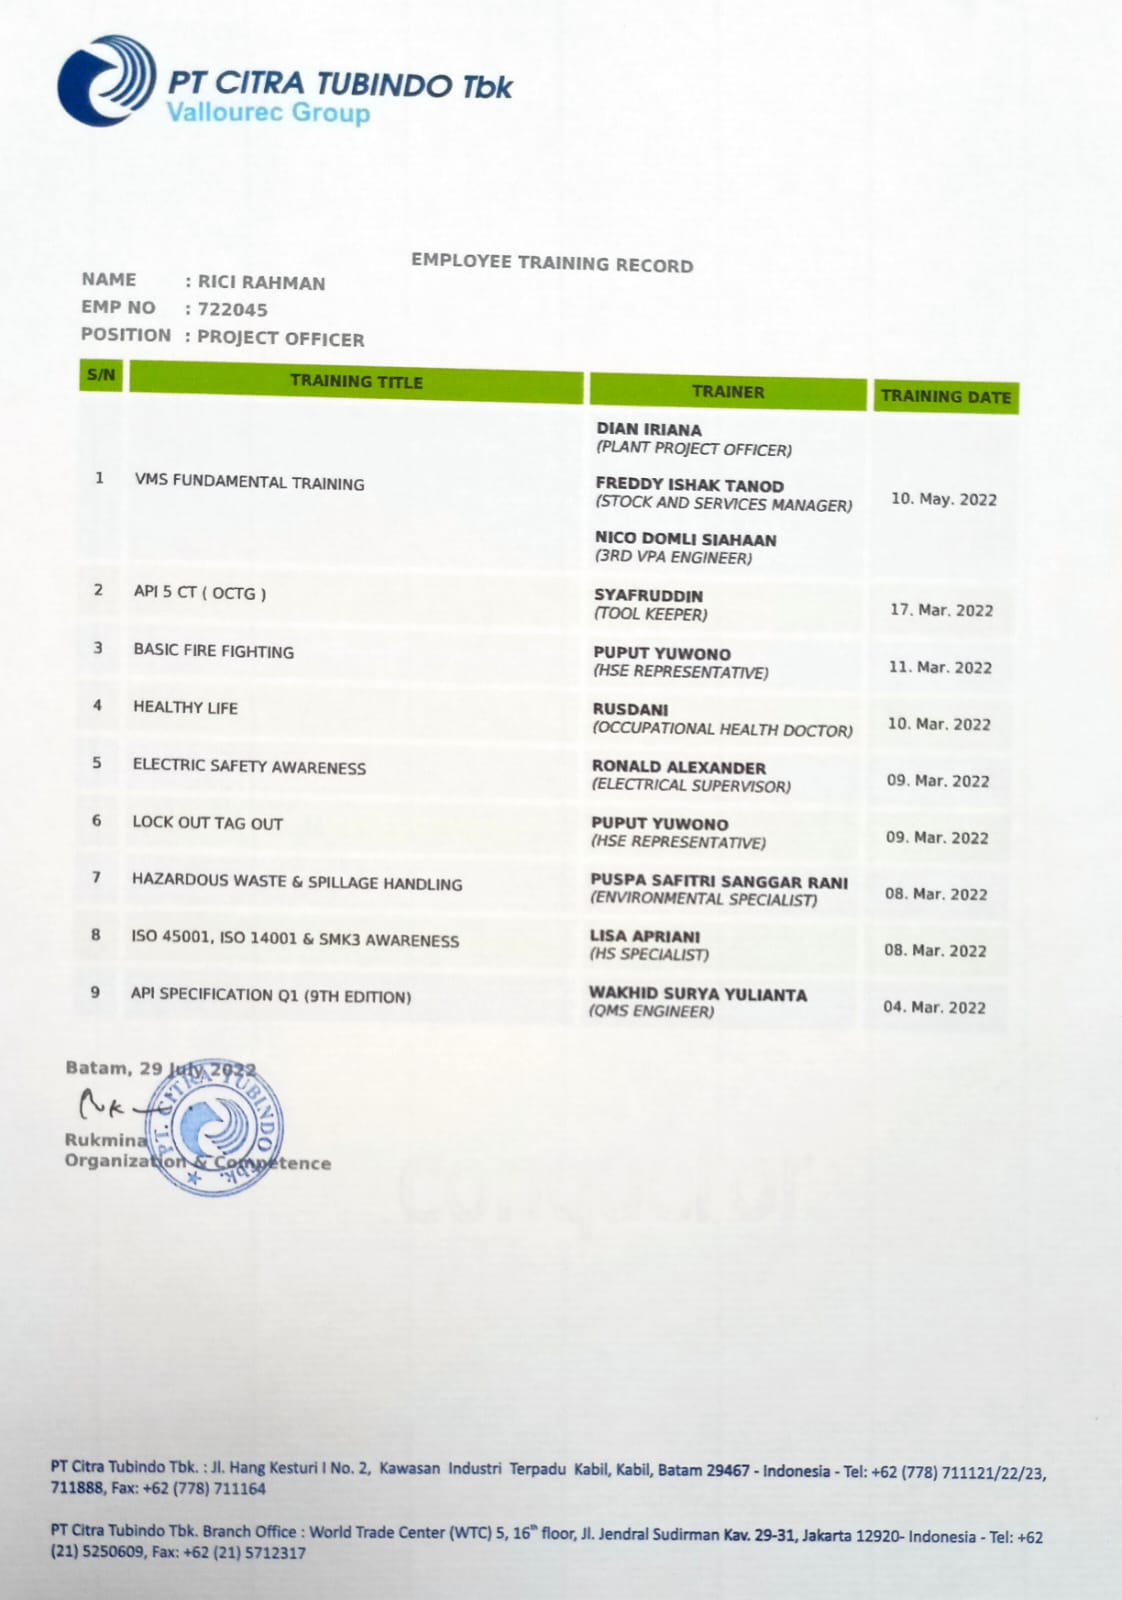 PT CITRA TUBINDO Tbk
Vallourec Group
EMPLOYEE TRAINING RECORD
NAME : RICI RAHMAN
EMP NO : 722045
POSITION : PROJECT OFFICER
S/N TRAINING TITLE TRAINER TRAINING DATE
DIAN IRIANA
(PLANT PROJECT OFFICER)
1 VMS FUNDAMENTAL TRAINING FREDDY ISHAK TANOD 10. May. 2022
(STOCK AND SERVICES MANAGER)
NICO DOMLI SIAHAAN
(3RD VPA ENGINEER)
2 API 5 CT ( OCTG ) SYAFRUDDIN 17. Mar. 2022
(TOOL KEEPER)
3 BASIC FIRE FIGHTING PUPUT YUWONO 11. Mar. 2022
(HSE REPRESENTATIVE)
4 HEALTHY LIFE RUSDANI 10. Mar. 2022
(OCCUPATIONAL HEALTH DOCTOR)
5 ELECTRIC SAFETY AWARENESS RONALD ALEXANDER 09. Mar. 2022
(ELECTRICAL SUPERVISOR)
6 LOCK OUT TAG OUT PUPUT YUWONO 09. Mar. 2022
(HSE REPRESENTATIVE)
7 HAZARDOUS WASTE & SPILLAGE HANDLING PUSPA SAFITRI SANGGAR RANI 08. Mar. 2022
(ENVIRONMENTAL SPECIALIST)
8 ISO 45001, ISO 14001 & SMK3 AWARENESS LISA APRIANI 08. Mar. 2022
(HS SPECIALIST)
9 API SPECIFICATION Q1 (9TH EDITION) WAKHID SURYA YULIANTA 04. Mar. 2022
(QMS ENGINEER)
Batam, 29 July 2022
PT. CITRA TUBINDO Tbk.
Rukmina
Organization & Competence
PT Citra Tubindo Tbk. : Jl. Hang Kesturi I No. 2, Kawasan Industri Terpadu Kabil, Kabil, Batam 29467 - Indonesia - Tel: +62 (778) 711121/22/23,
711888, Fax: +62 (778) 711164
PT Citra Tubindo Tbk. Branch Office : World Trade Center (WTC) 5, 16th floor, Jl. Jendral Sudirman Kav. 29-31, Jakarta 12920- Indonesia - Tel: +62
(21) 5250609, Fax: +62 (21) 5712317